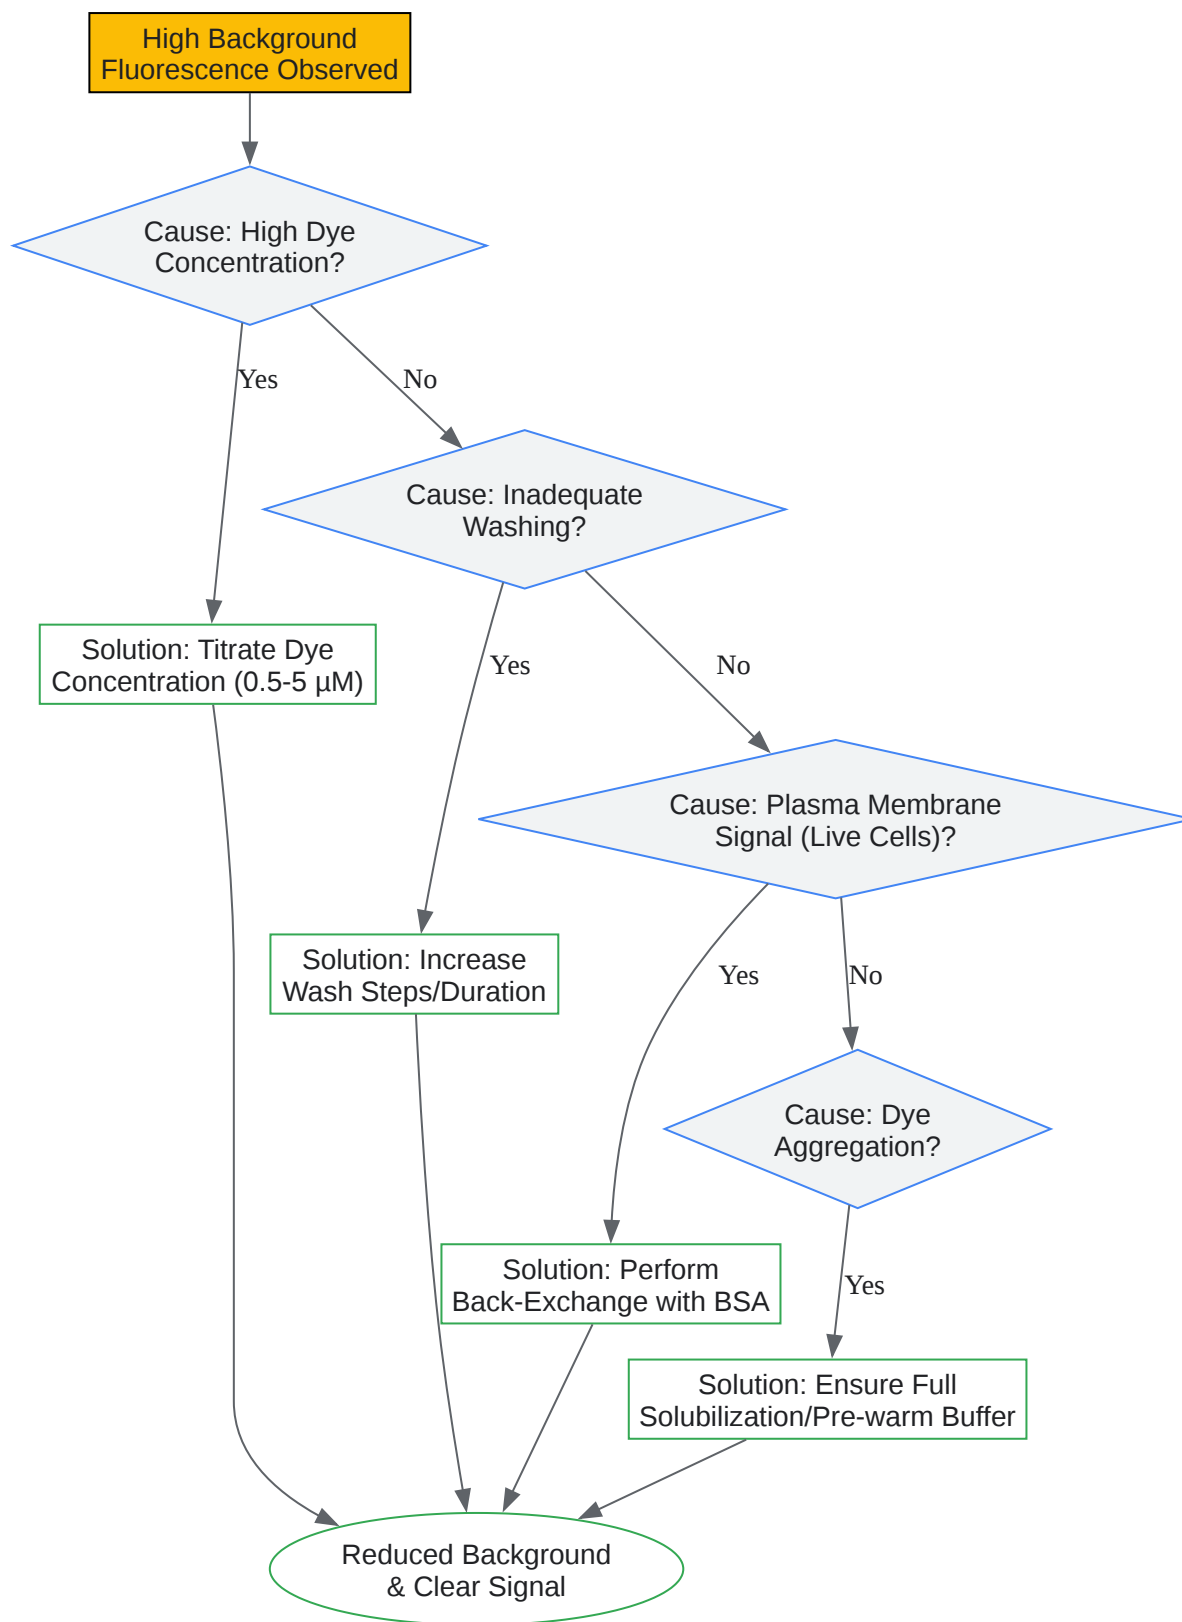 High Background
Fluorescence Observed
Cause: High Dye
Concentration?
Yes
No
Cause: Inadequate
Washing?
Solution: Titrate Dye
Concentration (0.5-5 µM)
Yes
No
Cause: Plasma Membrane
Signal (Live Cells)?
Solution: Increase
Wash Steps/Duration
Yes
No
Cause: Dye
Aggregation?
Solution: Perform
Back-Exchange with BSA
Yes
Solution: Ensure Full
Solubilization/Pre-warm Buffer
Reduced Background
& Clear Signal